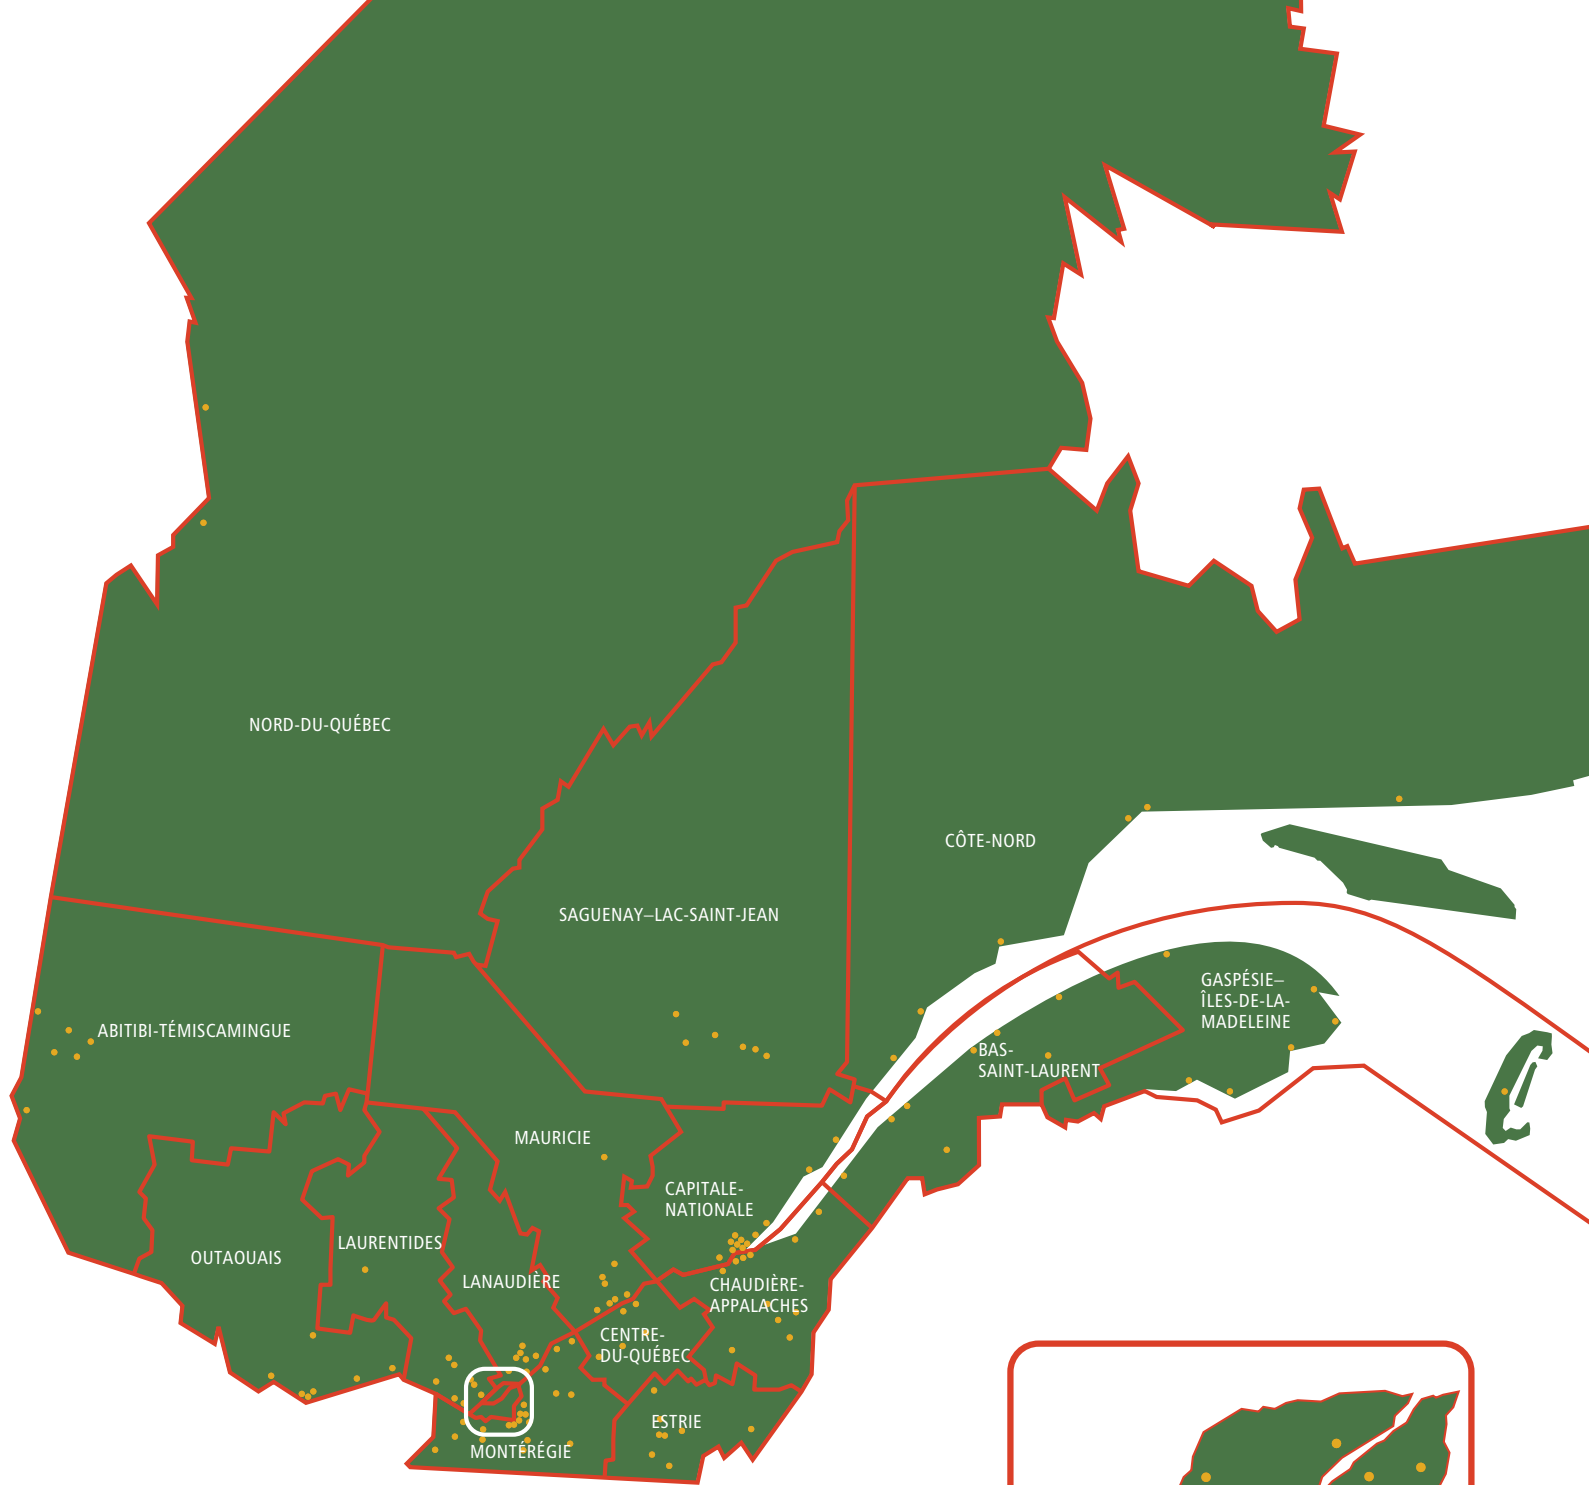 NORD-DU-QUÉBEC
CÔTE-NORD
SAGUENAY–LAC-SAINT-JEAN
GASPÉSIE–
ÎLES-DE-LA-
MADELEINE
ABITIBI-TÉMISCAMINGUE
BAS-
SAINT-LAURENT
MAURICIE
CAPITALE-
NATIONALE
LAURENTIDES
OUTAOUAIS
LANAUDIÈRE
CHAUDIÈRE-
APPALACHES
CENTRE-
DU-QUÉBEC
ESTRIE
MONTÉRÉGIE